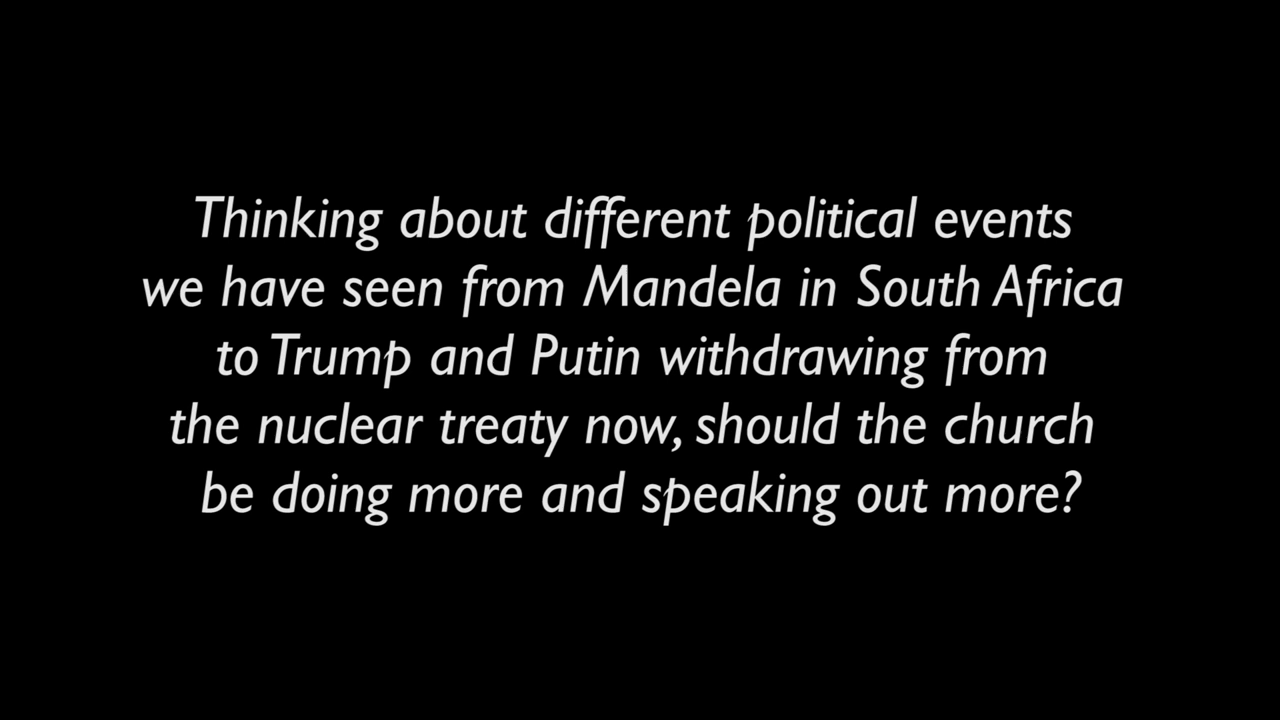 Thinking about different political events
we have seen from Mandela in South Africa
to Trump and Putin withdrawing from
the nuclear treaty now, should the church
be doing more and speaking out more?